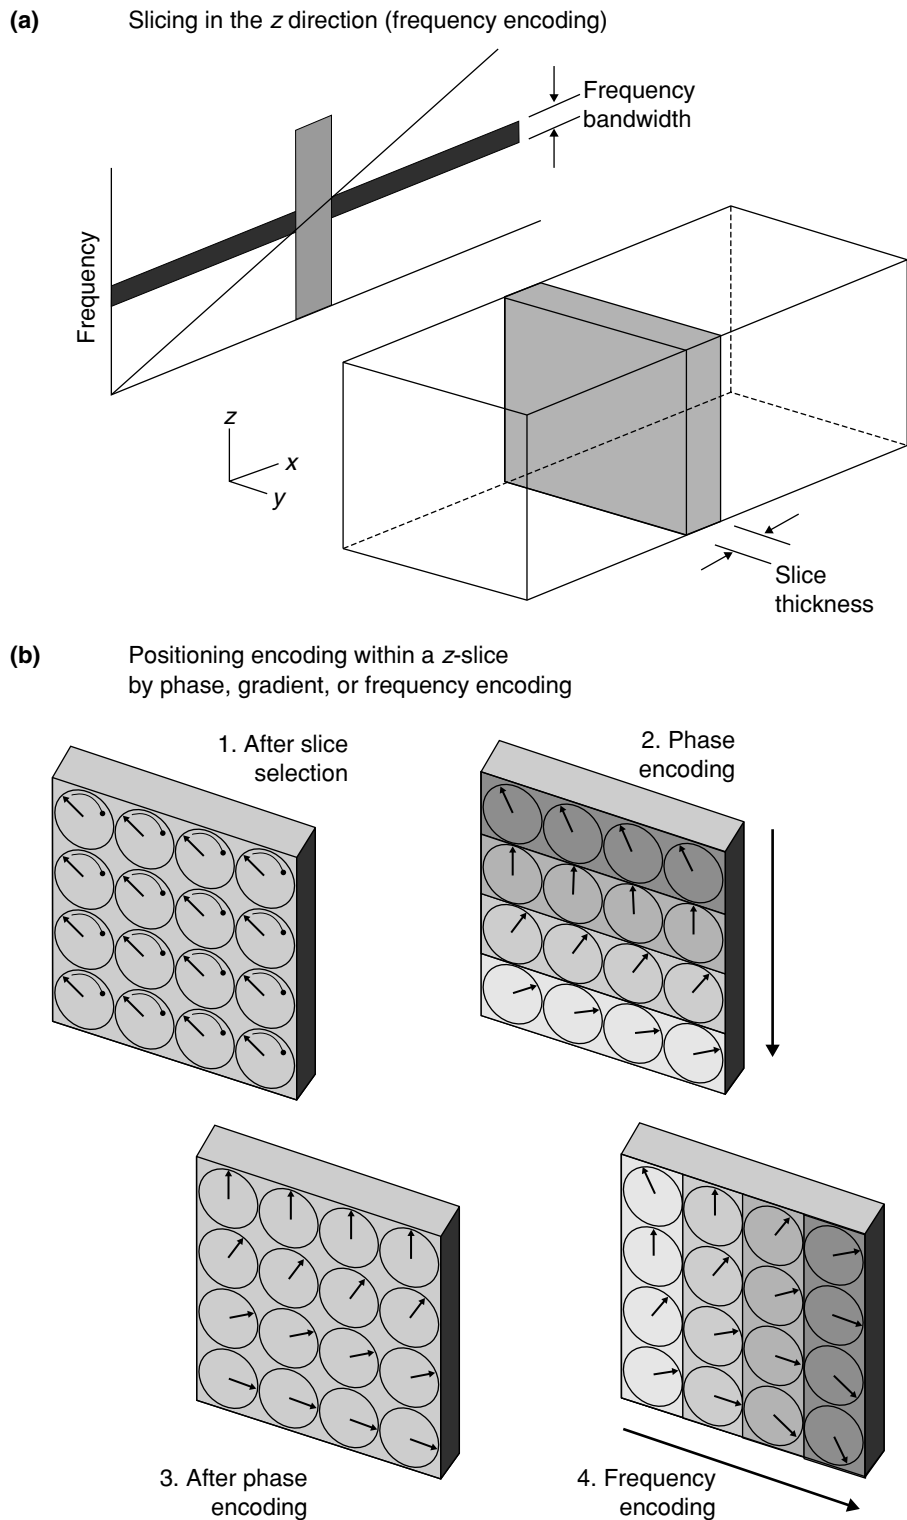 (a) Slicing in the z direction (frequency encoding)
Frequency
bandwidth
Frequency
z
x
y
Slice
thickness
(b) Positioning encoding within a z-slice
by phase, gradient, or frequency encoding
1. After slice
selection
2. Phase
encoding
3. After phase
encoding
4. Frequency
encoding